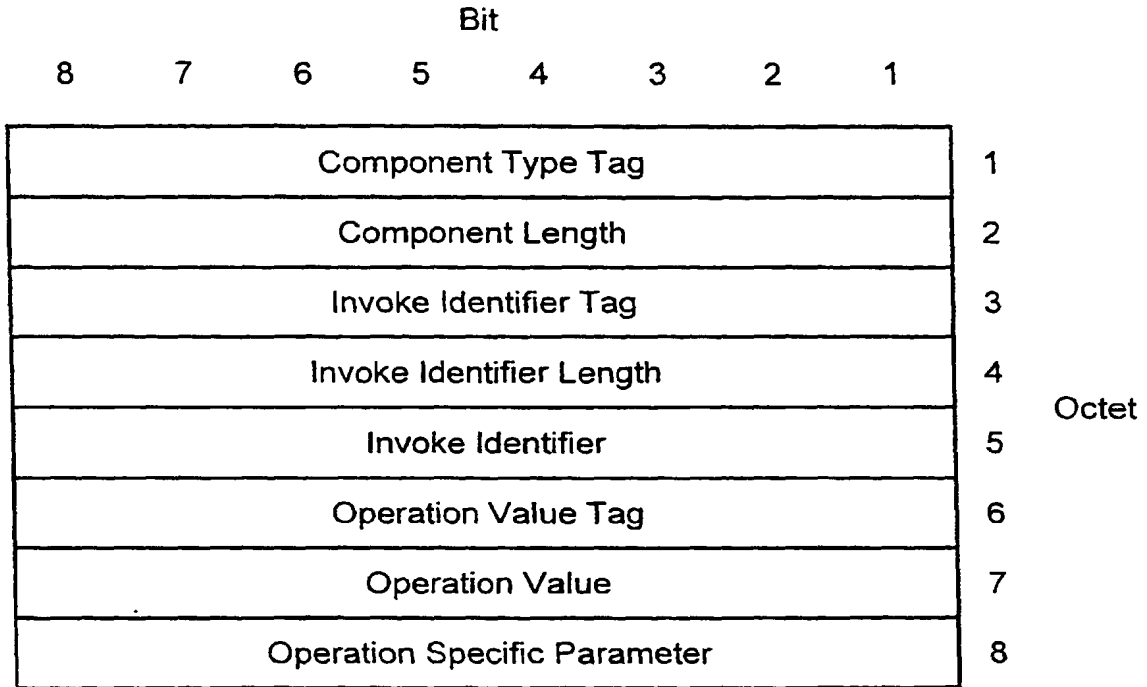 Bit
8 7 6 5 4 3 2 1
Component Type Tag 1
Component Length 2
Invoke Identifier Tag 3
Invoke Identifier Length 4
Octet
Invoke Identifier 5
Operation Value Tag 6
Operation Value 7
Operation Specific Parameter 8